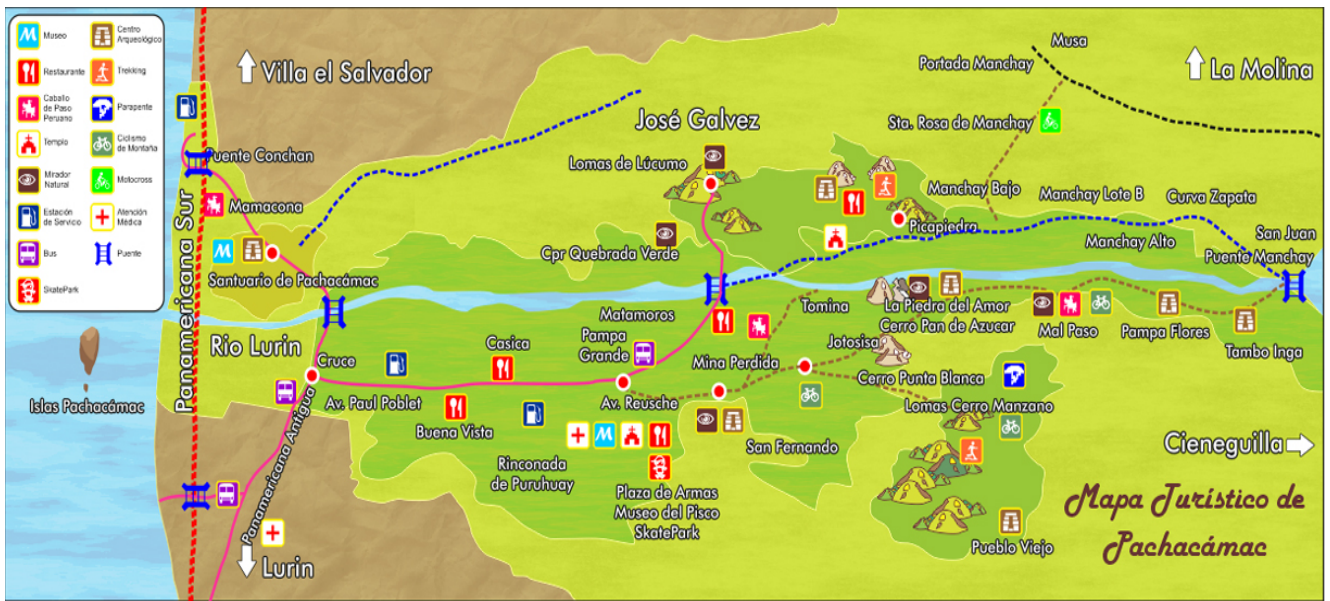 Museo
Centro
Arqueológico
Restaurante
Trekking
Caballo
de Paso
Peruano
Parapente
Templo
Ciclismo
de Montaña
Mirador
Natural
Motocross
Estación
de Servicio
Atención
Médica
Bus
Puente
SkatePark
Villa el Salvador
Musa
Portada Manchay
La Molina
José Galvez
Sta. Rosa de Manchay
Puente Conchan
Lomas de Lúcumo
Panamericana Sur
Mamacona
Manchay Bajo
Manchay Lote B
Curva Zapata
Picapiedra
Manchay Alto
San Juan
Puente Manchay
Cpr Quebrada Verde
Santuario de Pachacámac
Tomina
La Piedra del Amor
Cerro Pan de Azucar
Mal Paso
Pampa Flores
Tambo Inga
Matamoros
Pampa
Grande
Rio Lurin
Cruce
Casica
Mina Perdida
Jotosisa
Islas Pachacámac
Av. Paul Poblet
Av. Reusche
Cerro Punta Blanca
Lomas Cerro Manzano
Buena Vista
San Fernando
Cieneguilla
Panamericana Antigua
Rinconada
de Puruhuay
Plaza de Armas
Museo del Pisco
SkatePark
Pueblo Viejo
Lurin
Mapa Turístico de
Pachacámac